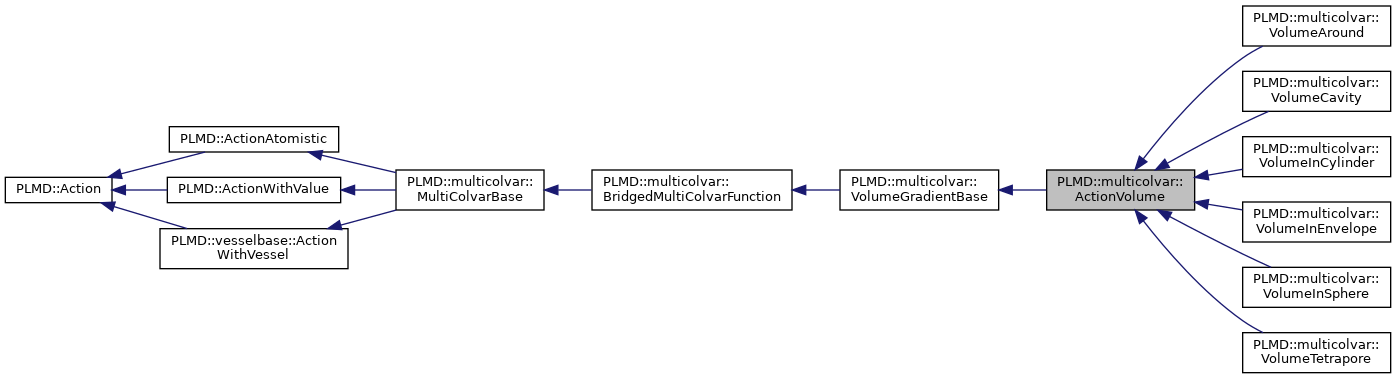 PLMD::Action
PLMD::ActionAtomistic
PLMD::ActionWithValue
PLMD::vesselbase::Action
WithVessel
PLMD::multicolvar::
MultiColvarBase
PLMD::multicolvar::
BridgedMultiColvarFunction
PLMD::multicolvar::
VolumeGradientBase
PLMD::multicolvar::
ActionVolume
PLMD::multicolvar::
VolumeAround
PLMD::multicolvar::
VolumeCavity
PLMD::multicolvar::
VolumeInCylinder
PLMD::multicolvar::
VolumeInEnvelope
PLMD::multicolvar::
VolumeInSphere
PLMD::multicolvar::
VolumeTetrapore